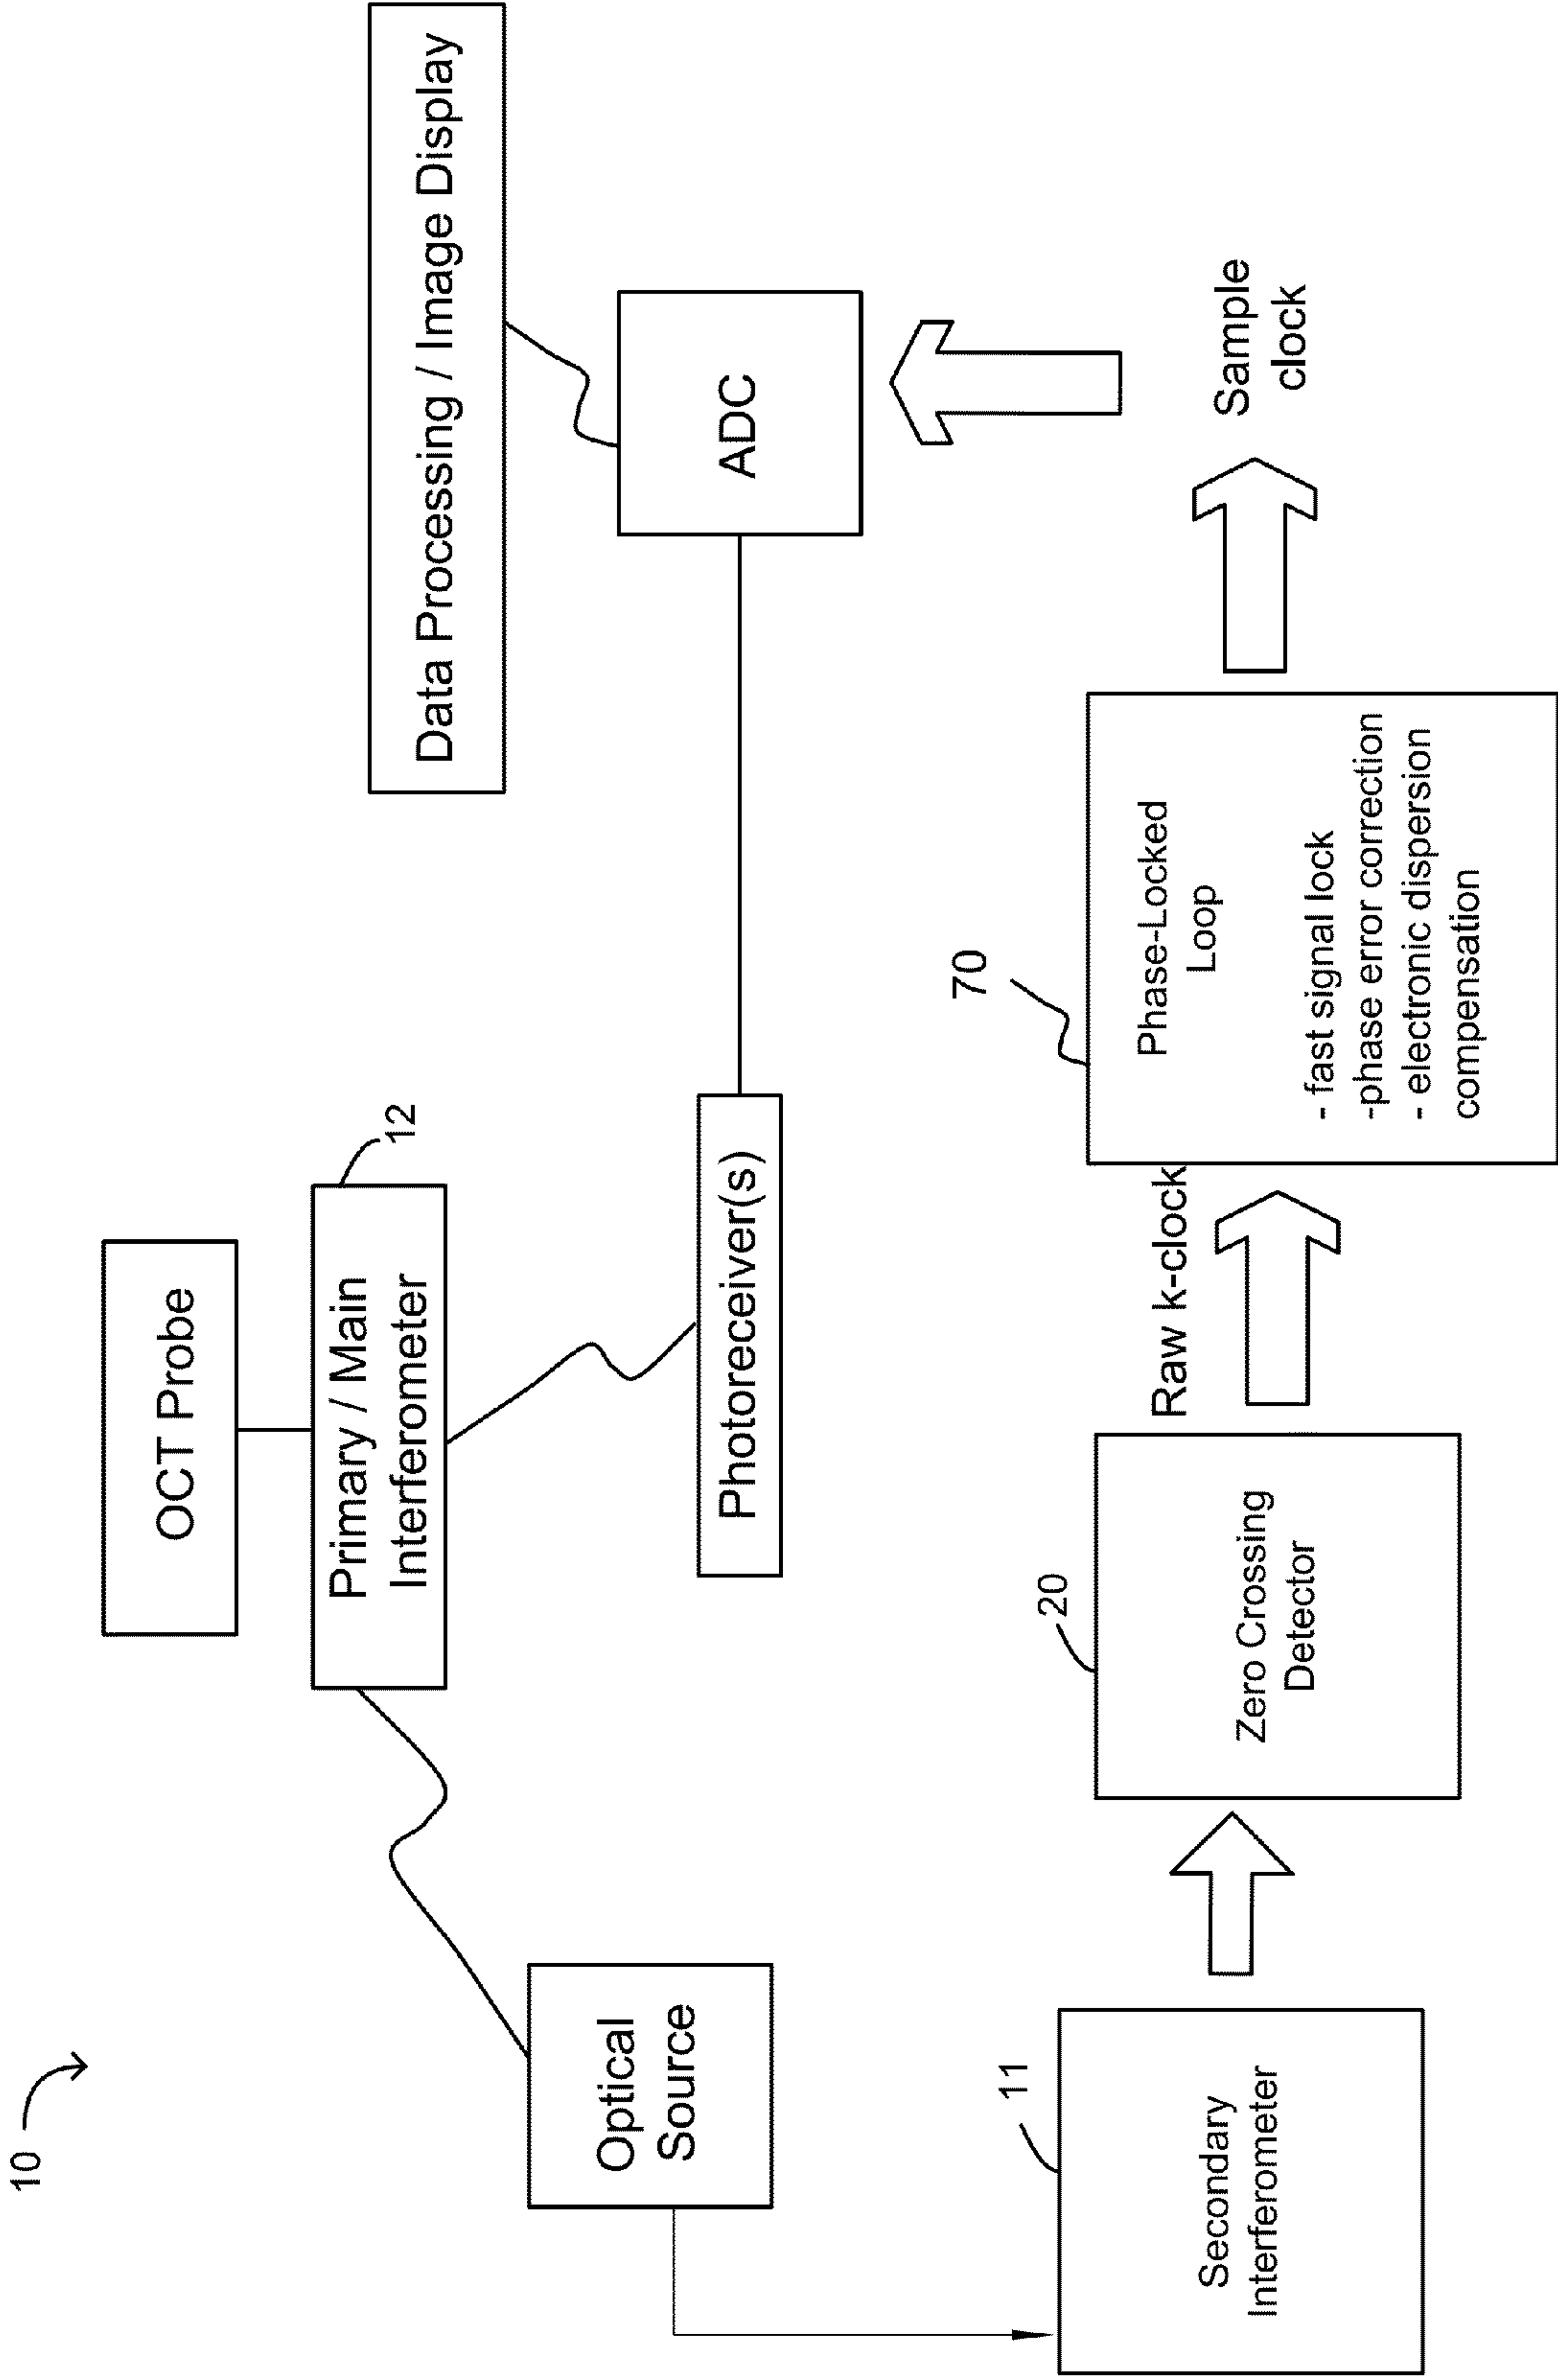 10
OCT Probe
Primary / Main
Interferometer
12
Data Processing / Image Display
Optical
Source
Photoreceiver(s)
ADC
11
Secondary
Interferometer
20
Zero Crossing
Detector
Raw k-clock
70
Phase-Locked
Loop
- fast signal lock
-phase error correction
- electronic dispersion
compensation
Sample
clock